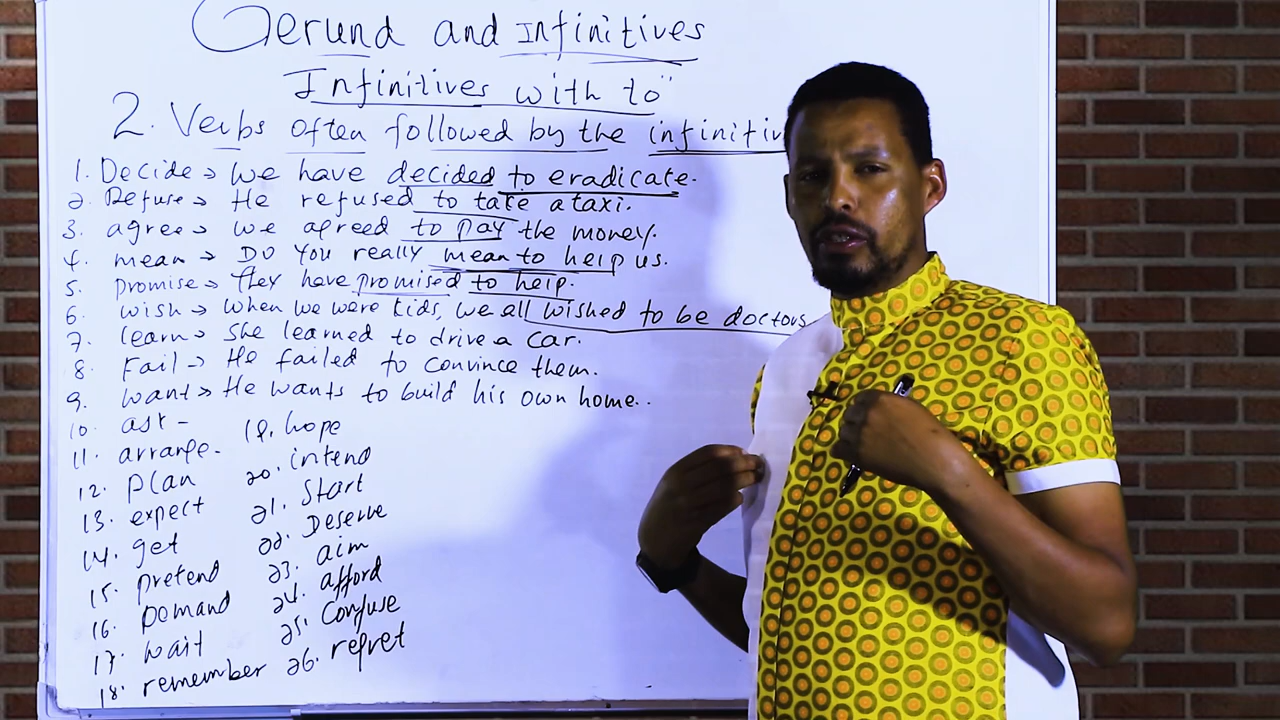 Gerund and Infinitives
Infinitives with to"
2. Verbs often followed by the infinitiv
1. Decide → We have decided to eradicate.
2. Refuse → He refused to take a taxi.
3. agree → we agreed to pay the money.
4. mean → DO you really mean to help us.
5. promise → They have promised to help.
6. wish → when we were kids, we all wished to be doctors
7. learn → she learned to drive a car.
8. Fail → He failed to convince them.
9. want → He wants to build his own home..
10. ask -
11. arrange -
12. plan
13. expect
14. get
15. pretend
16. Demand
17. wait
18. remember
19. hope
20. intend
21. Start
22. Deserve
23. aim
24. afford
25. Confuse
26. regret